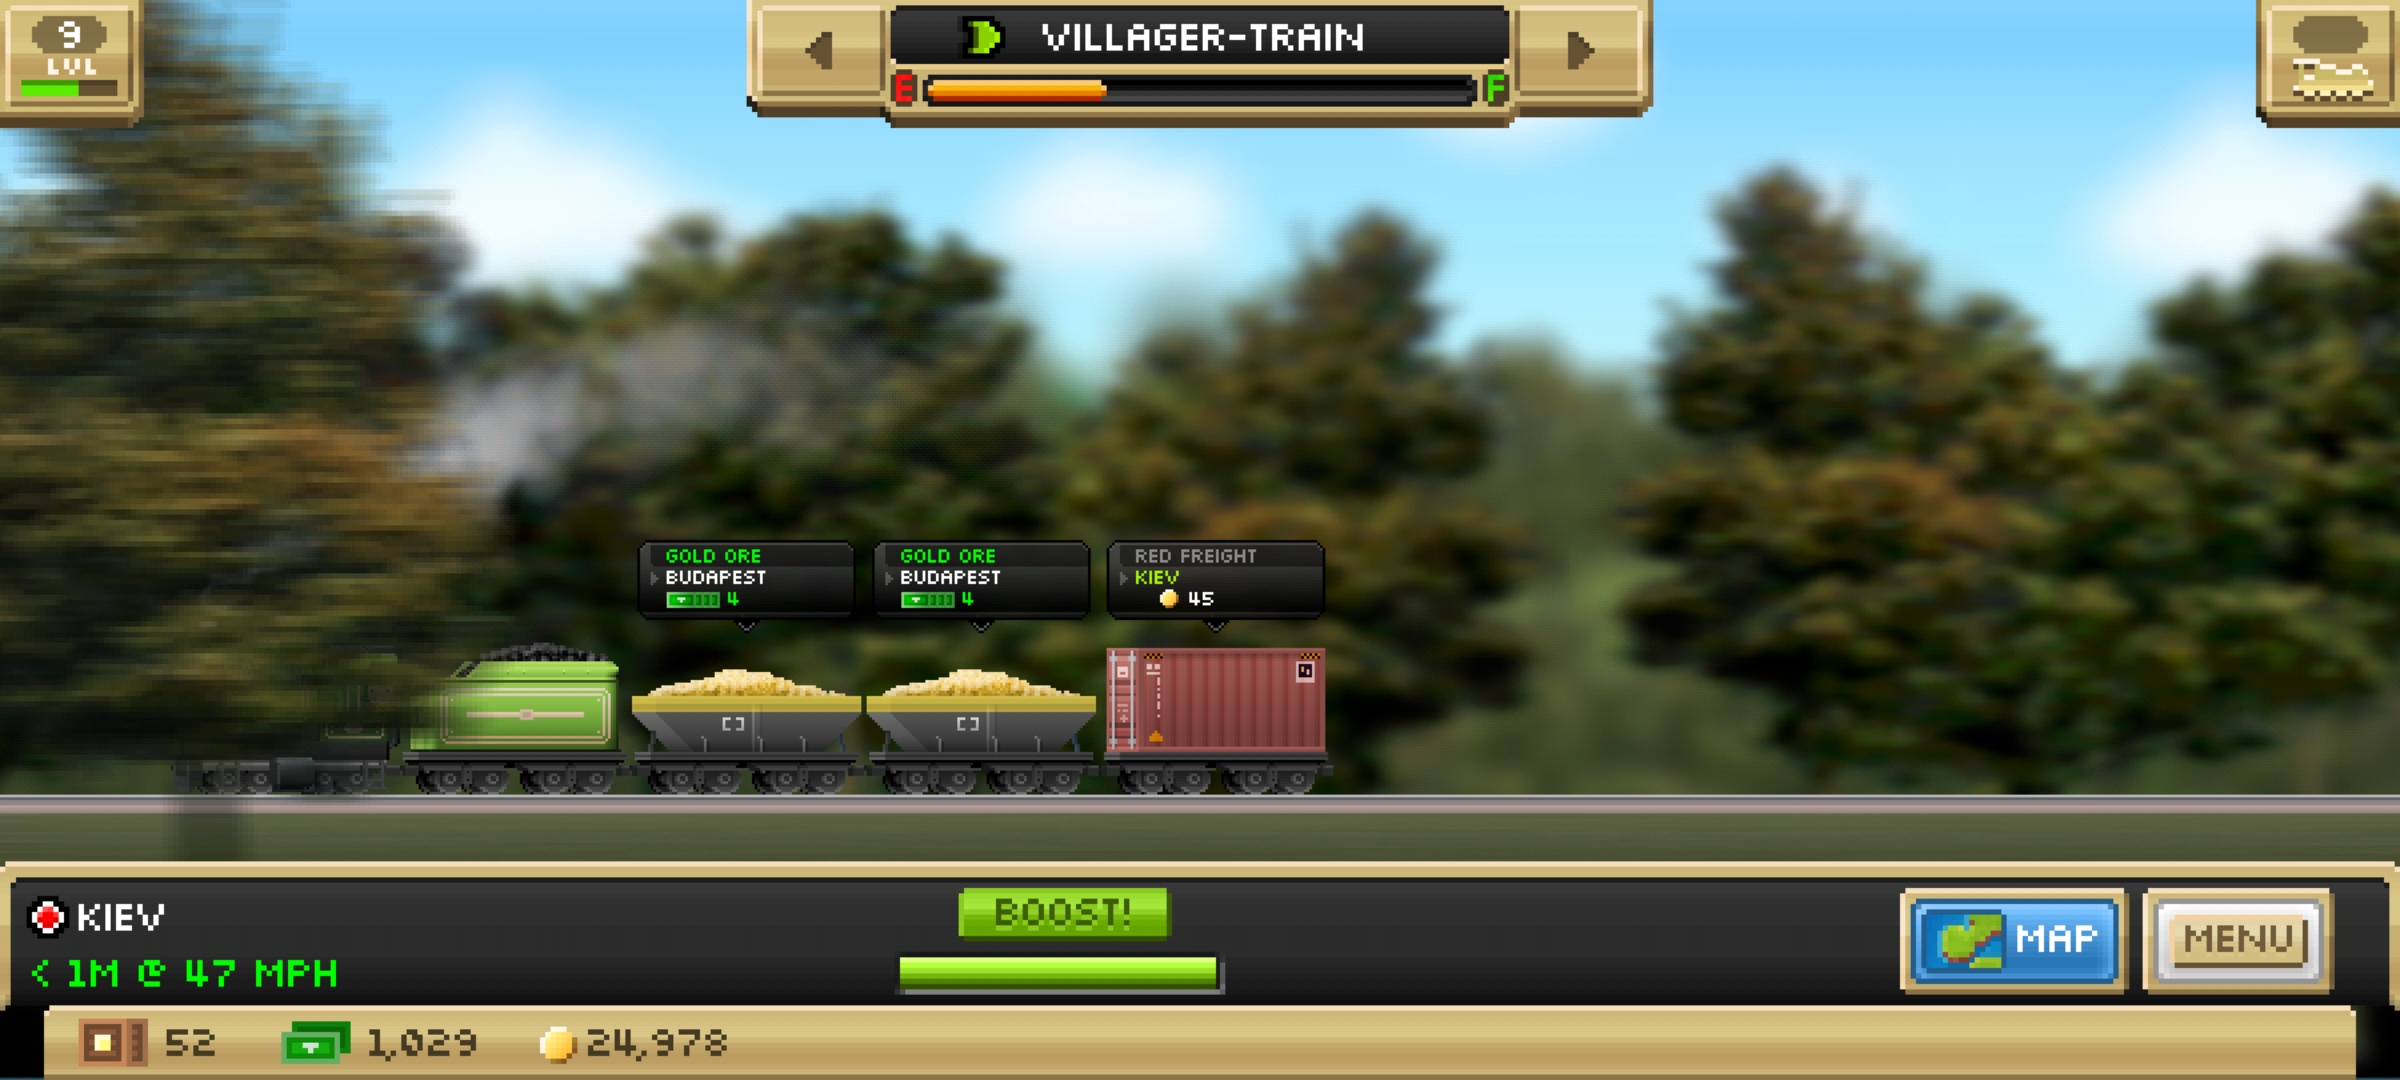 9
LVL
VILLAGER-TRAIN
E F
GOLD ORE
BUDAPEST
4
GOLD ORE
BUDAPEST
4
RED FREIGHT
KIEV
45
KIEV
< 1M @ 47 MPH
BOOST!
MAP
MENU
52
1,029
24,978